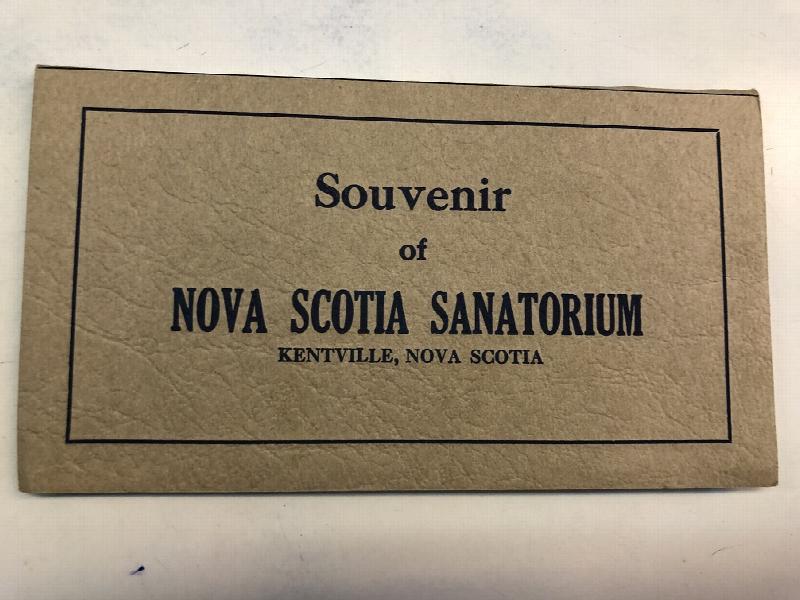 Souvenir
of
NOVA SCOTIA SANATORIUM
KENTVILLE, NOVA SCOTIA